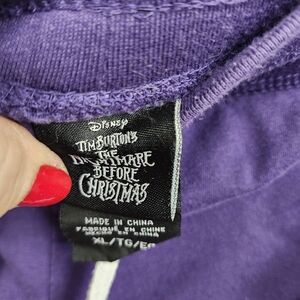 Disney
TIM BURTON'S
THE
NIGHTMARE
BEFORE
CHRISTMAS
MADE IN CHINA
FABRIQUÉ EN CHINE
HECHO EN CHINA
XL/TG/EG